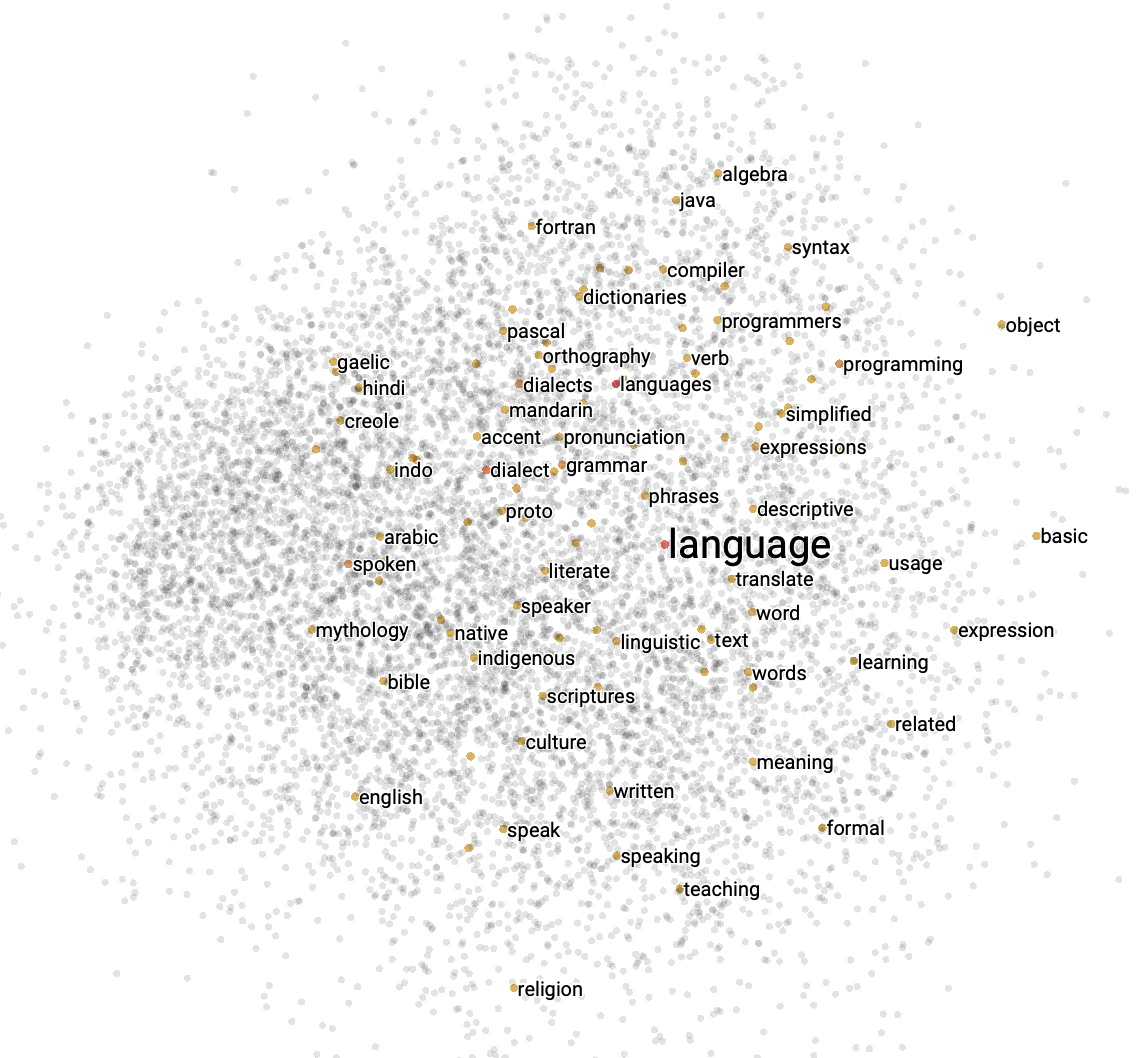 algebra
java
fortran
syntax
compiler
dictionaries
programmers
object
pascal
orthography
verb
gaelic
programming
dialects
languages
hindi
mandarin
simplified
creole
accent
pronunciation
expressions
grammar
indo
dialect
phrases
descriptive
proto
basic
arabic
language
usage
spoken
literate
translate
speaker
word
mythology
native
expression
linguistic
text
indigenous
learning
words
bible
scriptures
related
culture
meaning
written
english
formal
speak
speaking
teaching
religion